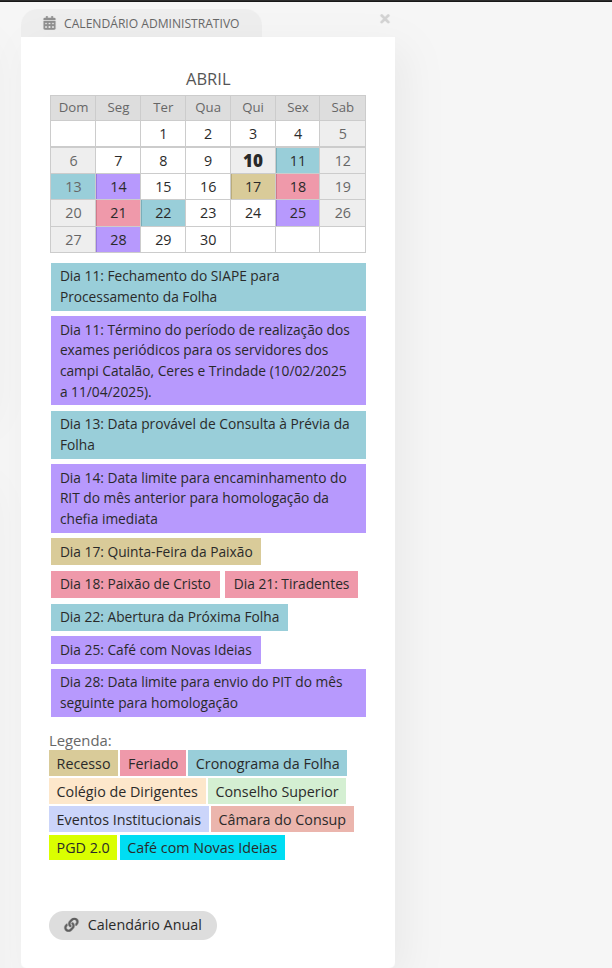 CALENDÁRIO ADMINISTRATIVO ×
ABRIL
Dom Seg Ter Qua Qui Sex Sab
1 2 3 4 5
6 7 8 9 10 11 12
13 14 15 16 17 18 19
20 21 22 23 24 25 26
27 28 29 30
Dia 11: Fechamento do SIAPE para
Processamento da Folha
Dia 11: Término do período de realização dos
exames periódicos para os servidores dos
campi Catalão, Ceres e Trindade (10/02/2025
a 11/04/2025).
Dia 13: Data provável de Consulta à Prévia da
Folha
Dia 14: Data limite para encaminhamento do
RIT do mês anterior para homologação da
chefia imediata
Dia 17: Quinta-Feira da Paixão
Dia 18: Paixão de Cristo Dia 21: Tiradentes
Dia 22: Abertura da Próxima Folha
Dia 25: Café com Novas Ideias
Dia 28: Data limite para envio do PIT do mês
seguinte para homologação
Legenda:
Recesso Feriado Cronograma da Folha
Colégio de Dirigentes Conselho Superior
Eventos Institucionais Câmara do Consup
PGD 2.0 Café com Novas Ideias
Calendário Anual